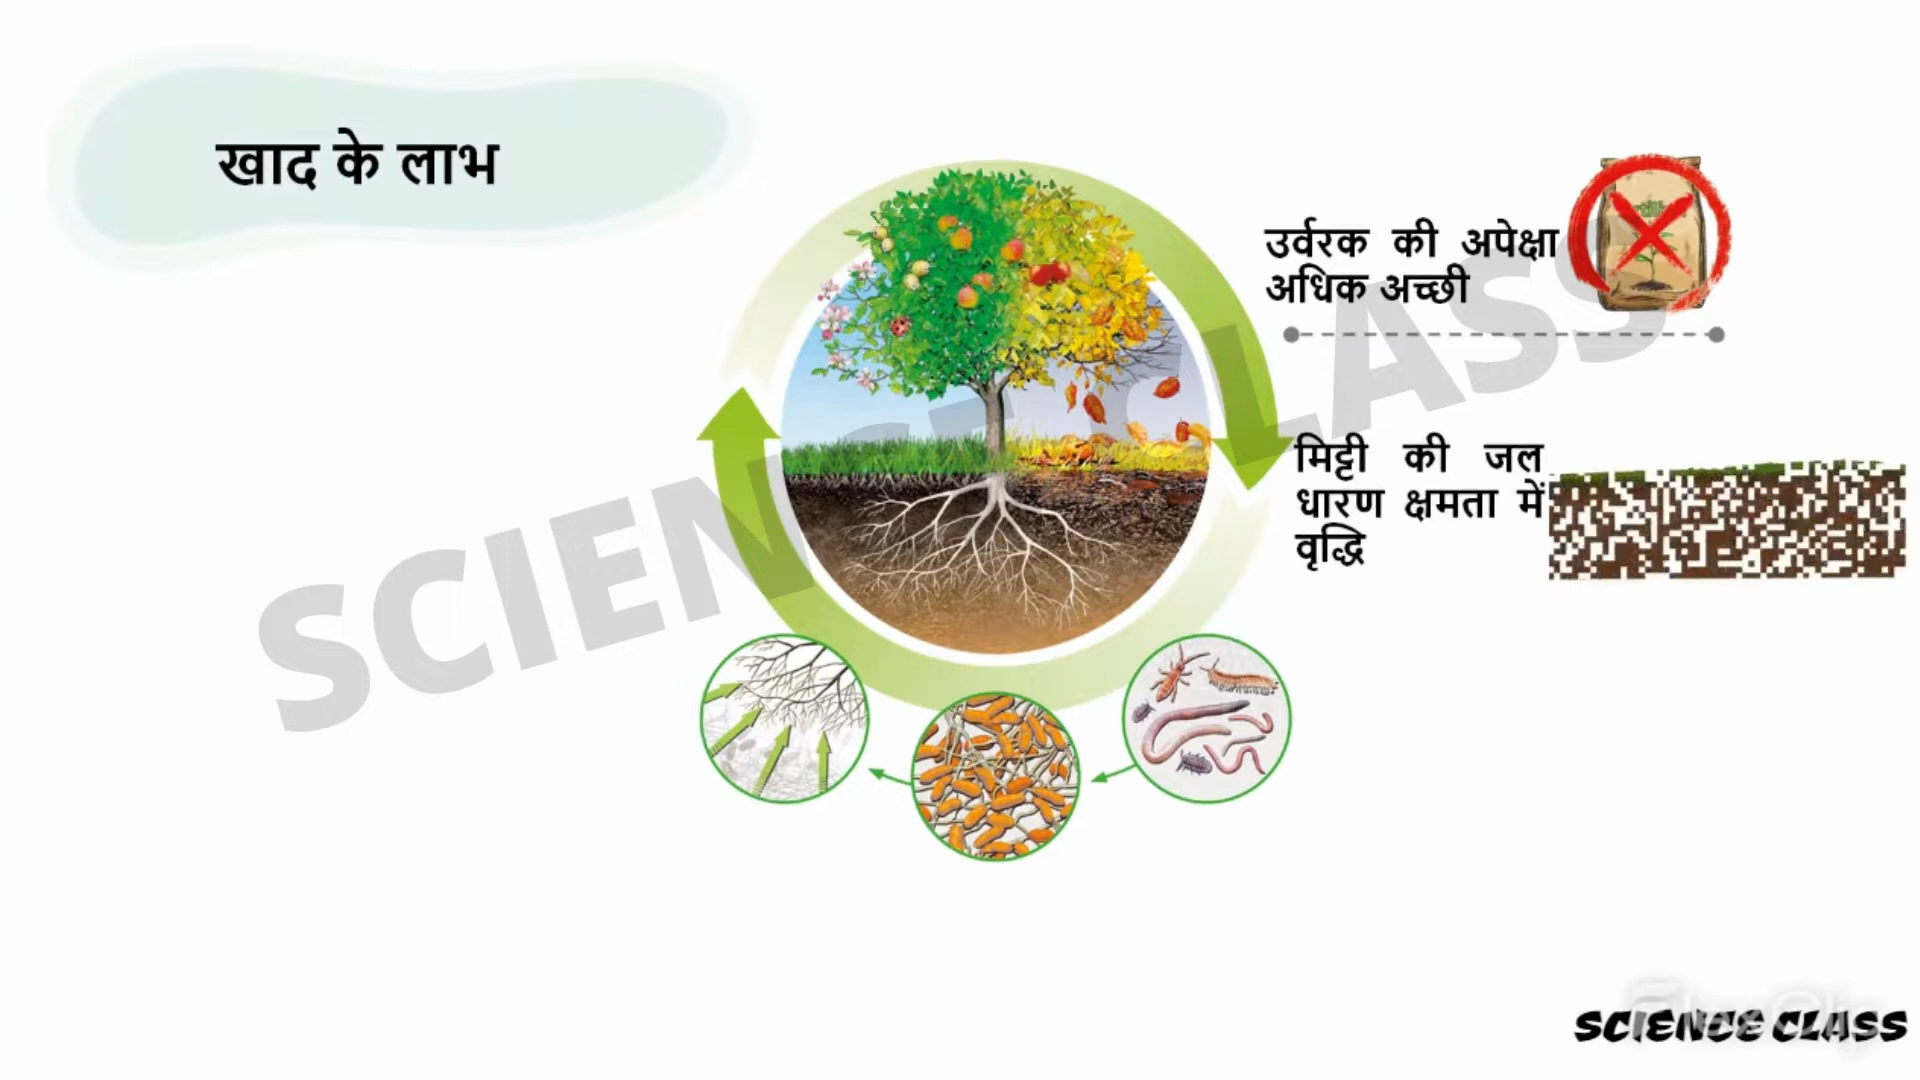 खाद के लाभ
उर्वरक की अपेक्षा
अधिक अच्छी
मिट्टी की जल
धारण क्षमता में
वृद्धि
SCIENCE CLASS
SCIENCE CLASS